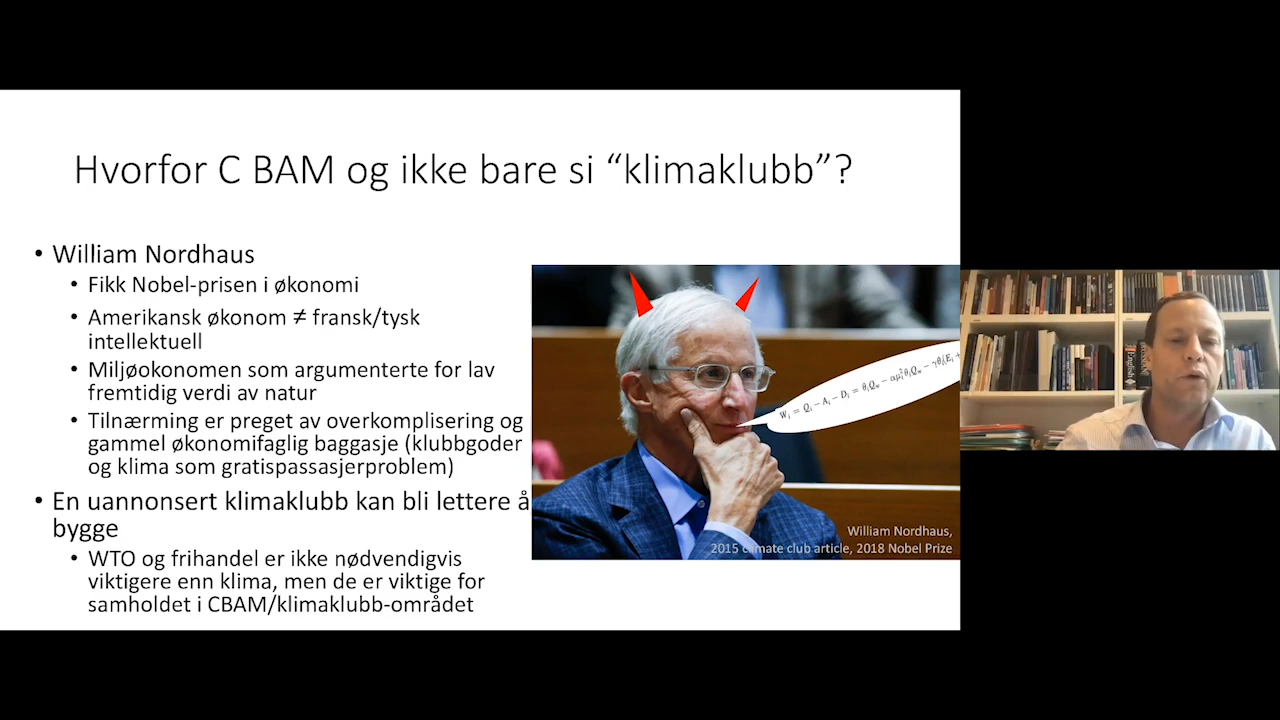 Hvorfor C BAM og ikke bare si “klimaklubb”?
• William Nordhaus
• Fikk Nobel-prisen i økonomi
• Amerikansk økonom ≠ fransk/tysk
intellektuell
• Miljøokonomen som argumenterte for lav
fremtidig verdi av natur
• Tilnærming er preget av overkomplisering og
gammel økonomifaglig baggasje (klubbgoder
og klima som gratispassasjerproblem)
• En uannonsert klimaklubb kan bli lettere å
bygge
• WTO og frihandel er ikke nødvendigvis
viktigere enn klima, men de er viktige for
samholdet i CBAM/klimaklubb-området
William Nordhaus,
2015 climate club article, 2018 Nobel Prize
English